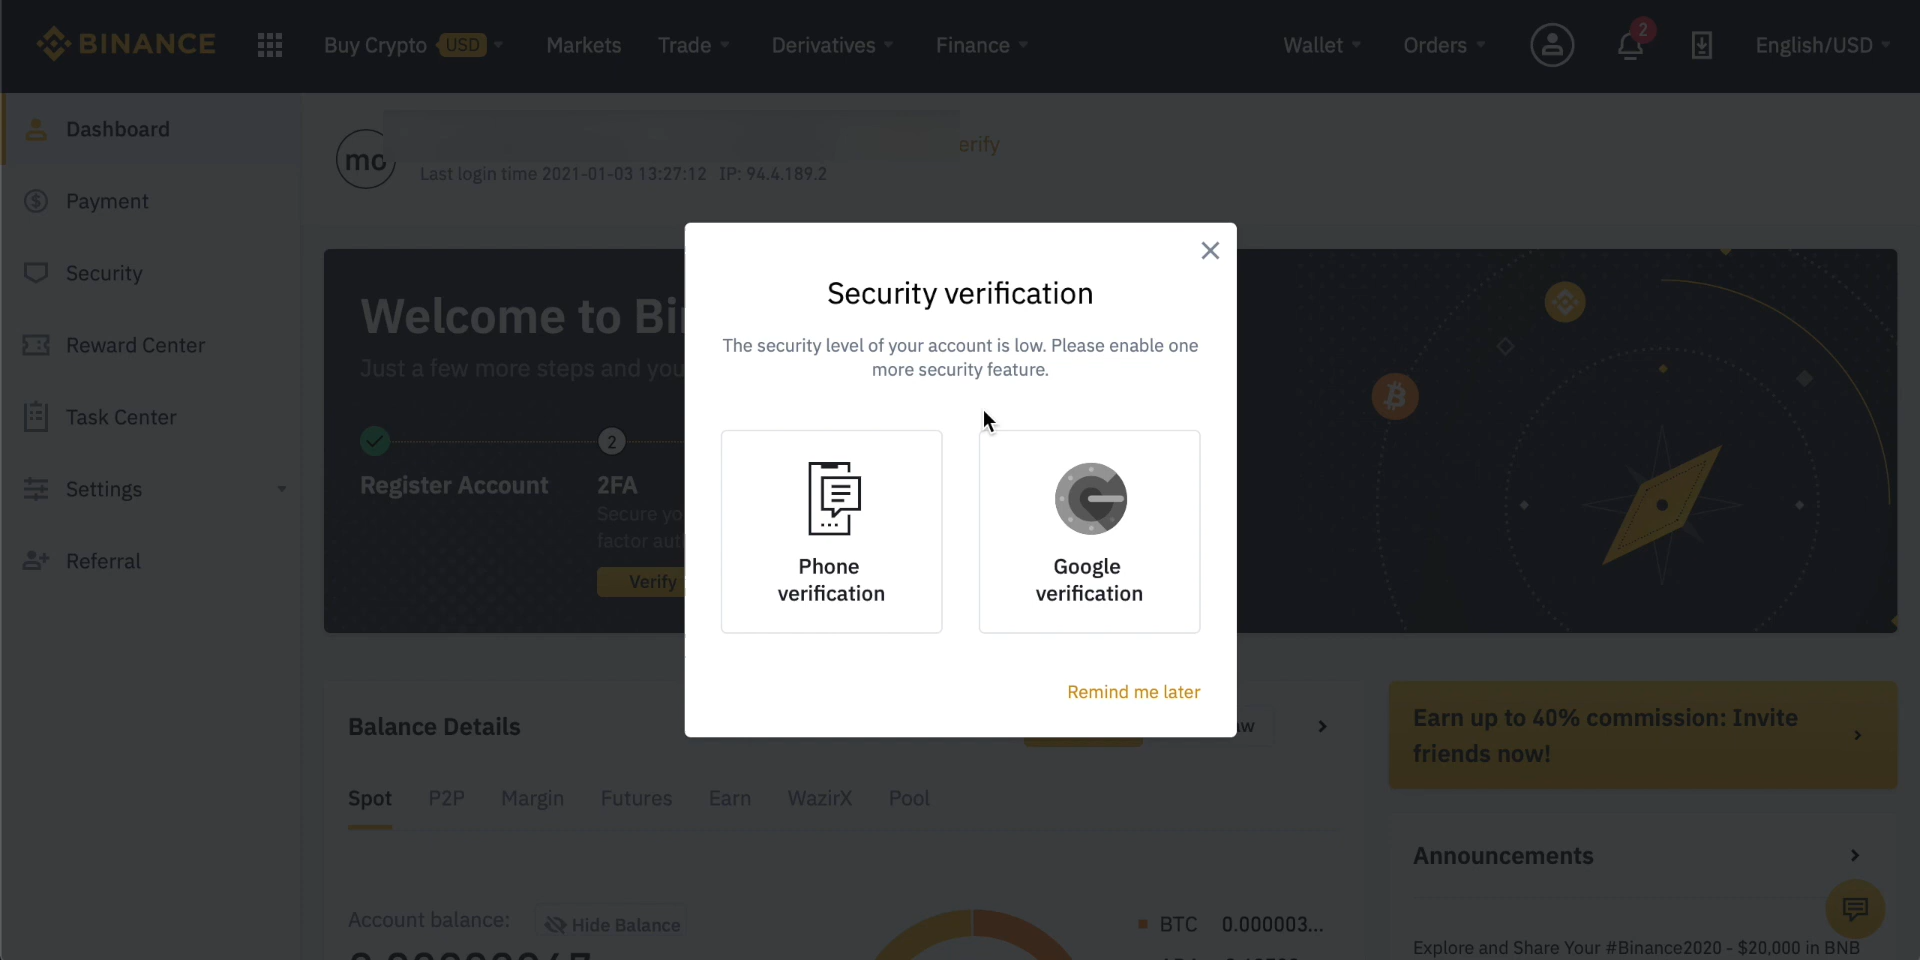 BINANCE
Buy Crypto USD
Markets
Trade
Derivatives
Finance
Wallet
Orders
2
English/USD
Dashboard
Payment
Security
Reward Center
Task Center
Settings
Referral
mo
erify
Last login time 2021-01-03 13:27:12 IP: 94.4.189.2
Welcome to Bi
Just a few more steps and you
2
Register Account
2FA
Secure yo
factor aut
Verify
Security verification
The security level of your account is low. Please enable one
more security feature.
Phone
verification
Google
verification
Remind me later
Balance Details
aw
Spot
P2P
Margin
Futures
Earn
WazirX
Pool
Account balance:
Hide Balance
BTC 0.000003...
Earn up to 40% commission: Invite
friends now!
Announcements
Explore and Share Your #Binance2020 - $20,000 in BNB